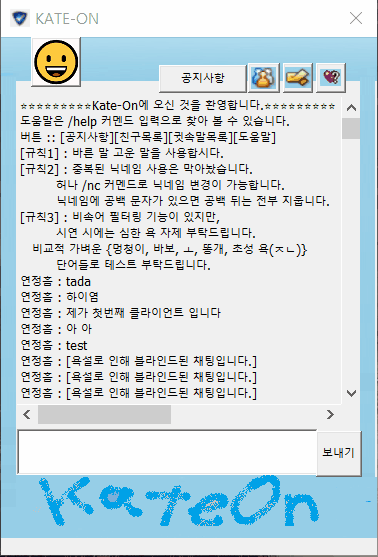 KATE-ON
공지사항
*********Kate-On에 오신 것을 환영합니다.**********
도움말은 /help 커멘드 입력으로 찾아 볼 수 있습니다.
버튼 :: [공지사항][친구목록][귓속말목록][도움말]
[규칙1] : 바른 말 고운 말을 사용합시다.
[규칙2] : 중복된 닉네임 사용은 막아놨습니다.
허나 /nc 커맨드로 닉네임 변경이 가능합니다.
닉네임에 공백 문자가 있으면 공백 뒤는 전부 지웁니다.
[규칙3] : 비속어 필터링 기능이 있지만,
시연 시에는 심한 욕 자제 부탁드립니다.
비교적 가벼운 {멍청이, 바보, ㅗ, 똥개, 초성 욕(ㅈㄴ)}
단어들로 테스트 부탁드립니다.
연정흠 : tada
연정흠 : 하이염
연정흠 : 제가 첫번째 클라이언트 입니다
연정흠 : 아 아
연정흠 : test
연정흠 : [욕설로 인해 블라인드된 채팅입니다.]
연정흠 : [욕설로 인해 블라인드된 채팅입니다.]
연정흠 : [욕설로 인해 블라인드된 채팅입니다.]
보내기
KateOn